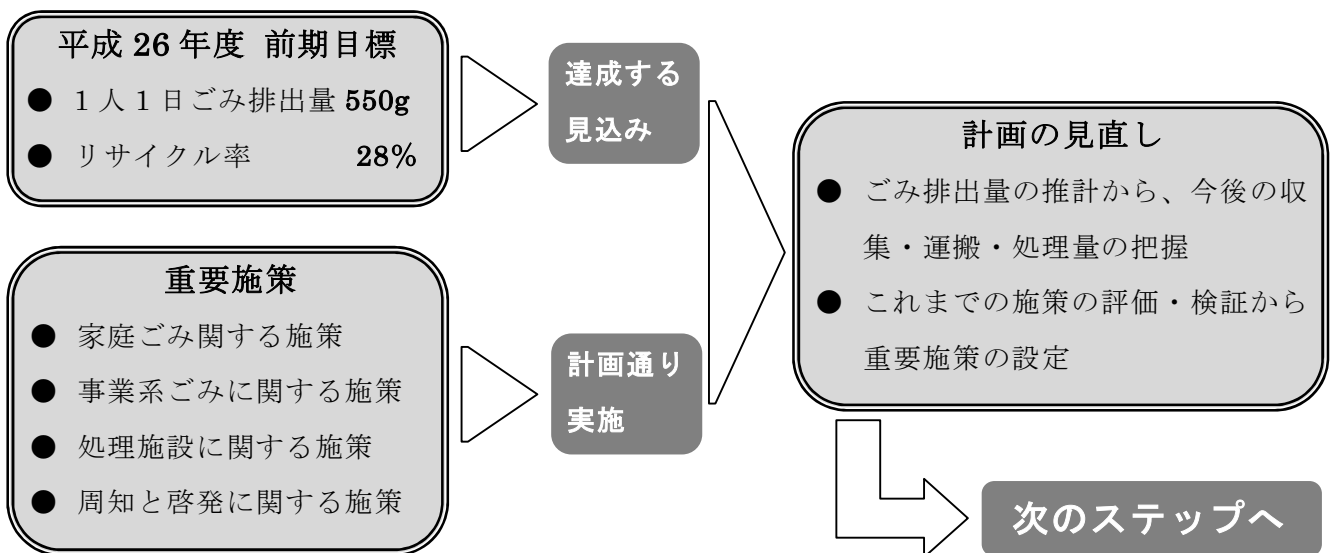 平成 26 年度 前期目標
● 1人1日ごみ排出量 550g
● リサイクル率 28%
達成する
見込み
重要施策
● 家庭ごみ関する施策
● 事業系ごみに関する施策
● 処理施設に関する施策
● 周知と啓発に関する施策
計画通り
実施
計画の見直し
● ごみ排出量の推計から、今後の収
集・運搬・処理量の把握
● これまでの施策の評価・検証から
重要施策の設定
次のステップへ